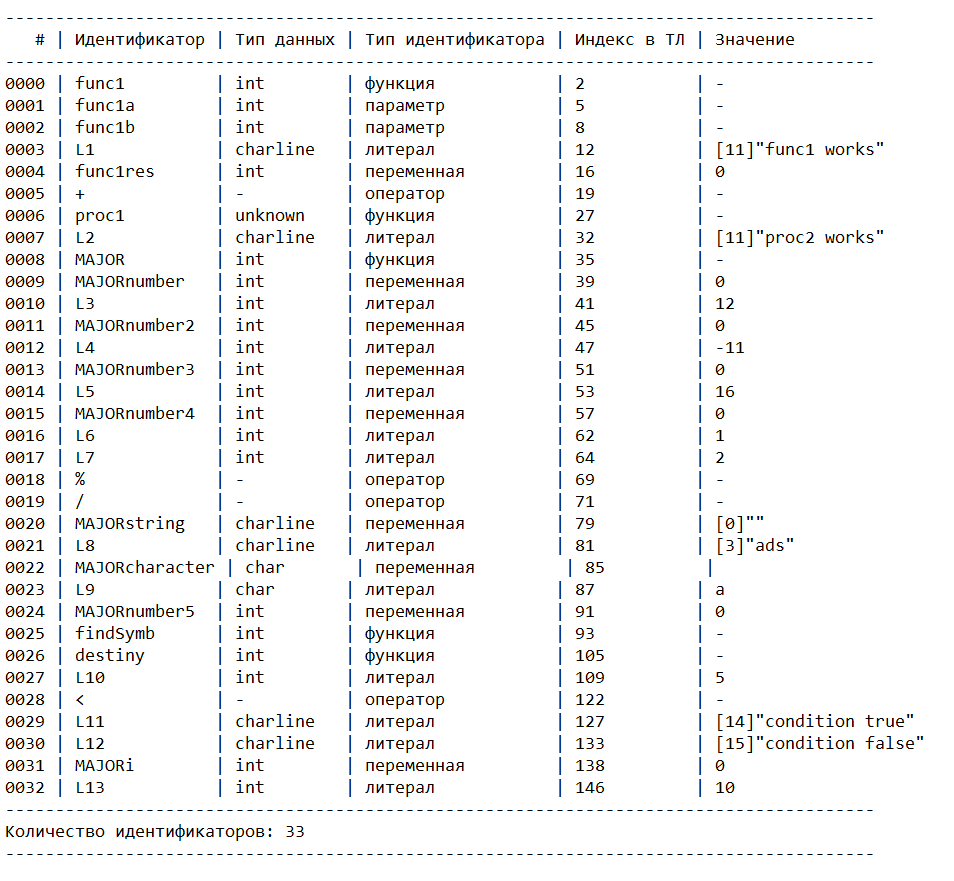 ---------------------------------------------------------------------------------------
   # | Идентификатор | Тип данных | Тип идентификатора | Индекс в ТЛ | Значение
---------------------------------------------------------------------------------------
0000 | func1         | int        | функция            | 2           | -
0001 | func1a        | int        | параметр           | 5           | -
0002 | func1b        | int        | параметр           | 8           | -
0003 | L1            | charline   | литерал            | 12          | [11]"func1 works"
0004 | func1res      | int        | переменная         | 16          | 0
0005 | +             | -          | оператор           | 19          | -
0006 | proc1         | unknown    | функция            | 27          | -
0007 | L2            | charline   | литерал            | 32          | [11]"proc2 works"
0008 | MAJOR         | int        | функция            | 35          | -
0009 | MAJORnumber   | int        | переменная         | 39          | 0
0010 | L3            | int        | литерал            | 41          | 12
0011 | MAJORnumber2  | int        | переменная         | 45          | 0
0012 | L4            | int        | литерал            | 47          | -11
0013 | MAJORnumber3  | int        | переменная         | 51          | 0
0014 | L5            | int        | литерал            | 53          | 16
0015 | MAJORnumber4  | int        | переменная         | 57          | 0
0016 | L6            | int        | литерал            | 62          | 1
0017 | L7            | int        | литерал            | 64          | 2
0018 | %             | -          | оператор           | 69          | -
0019 | /             | -          | оператор           | 71          | -
0020 | MAJORstring   | charline   | переменная         | 79          | [0]""
0021 | L8            | charline   | литерал            | 81          | [3]"ads"
0022 | MAJORcharacter | char       | переменная         | 85          |
0023 | L9            | char       | литерал            | 87          | a
0024 | MAJORnumber5  | int        | переменная         | 91          | 0
0025 | findSymb      | int        | функция            | 93          | -
0026 | destiny       | int        | функция            | 105         | -
0027 | L10           | int        | литерал            | 109         | 5
0028 | <             | -          | оператор           | 122         | -
0029 | L11           | charline   | литерал            | 127         | [14]"condition true"
0030 | L12           | charline   | литерал            | 133         | [15]"condition false"
0031 | MAJORi        | int        | переменная         | 138         | 0
0032 | L13           | int        | литерал            | 146         | 10
---------------------------------------------------------------------------------------
Количество идентификаторов: 33
---------------------------------------------------------------------------------------